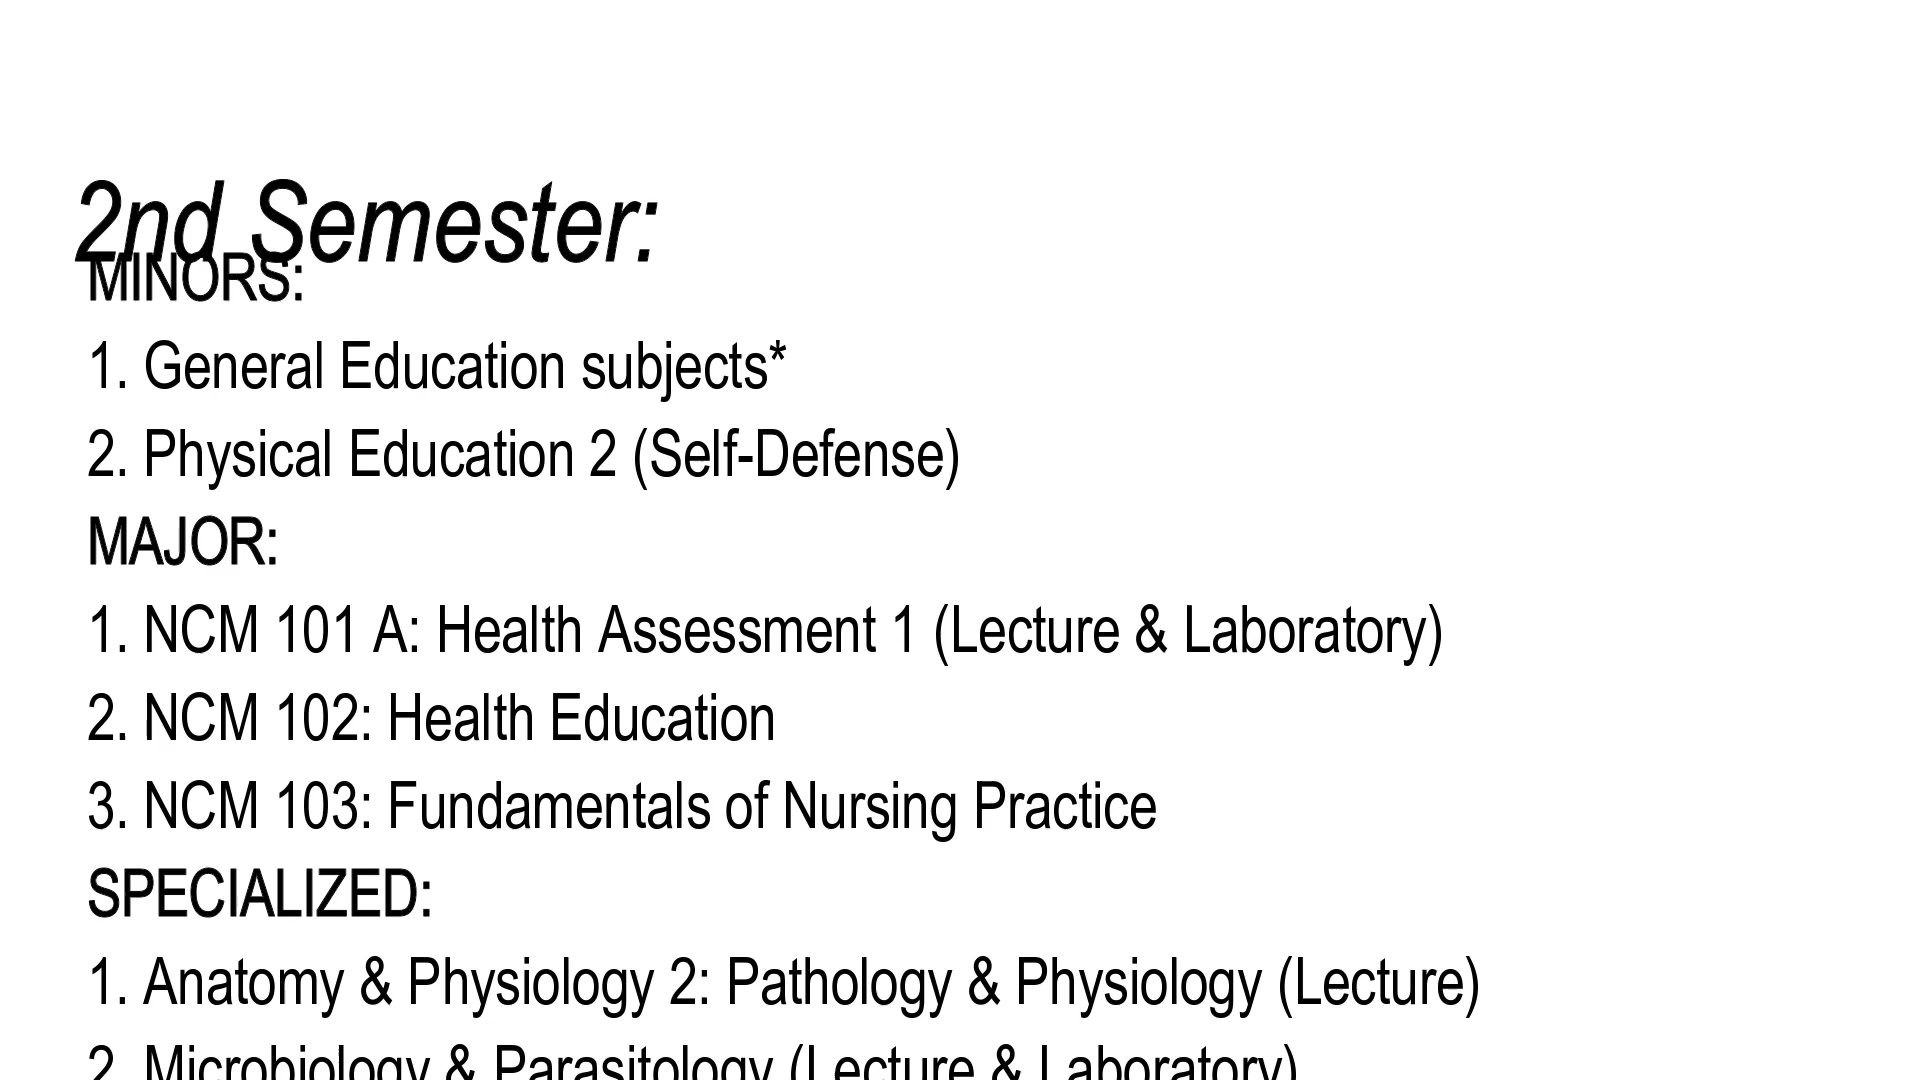 2nd Semester:
MINORS:
1. General Education subjects*
2. Physical Education 2 (Self-Defense)
MAJOR:
1. NCM 101 A: Health Assessment 1 (Lecture & Laboratory)
2. NCM 102: Health Education
3. NCM 103: Fundamentals of Nursing Practice
SPECIALIZED:
1. Anatomy & Physiology 2: Pathology & Physiology (Lecture)
2. Microbiology & Parasitology (Lecture & Laboratory)